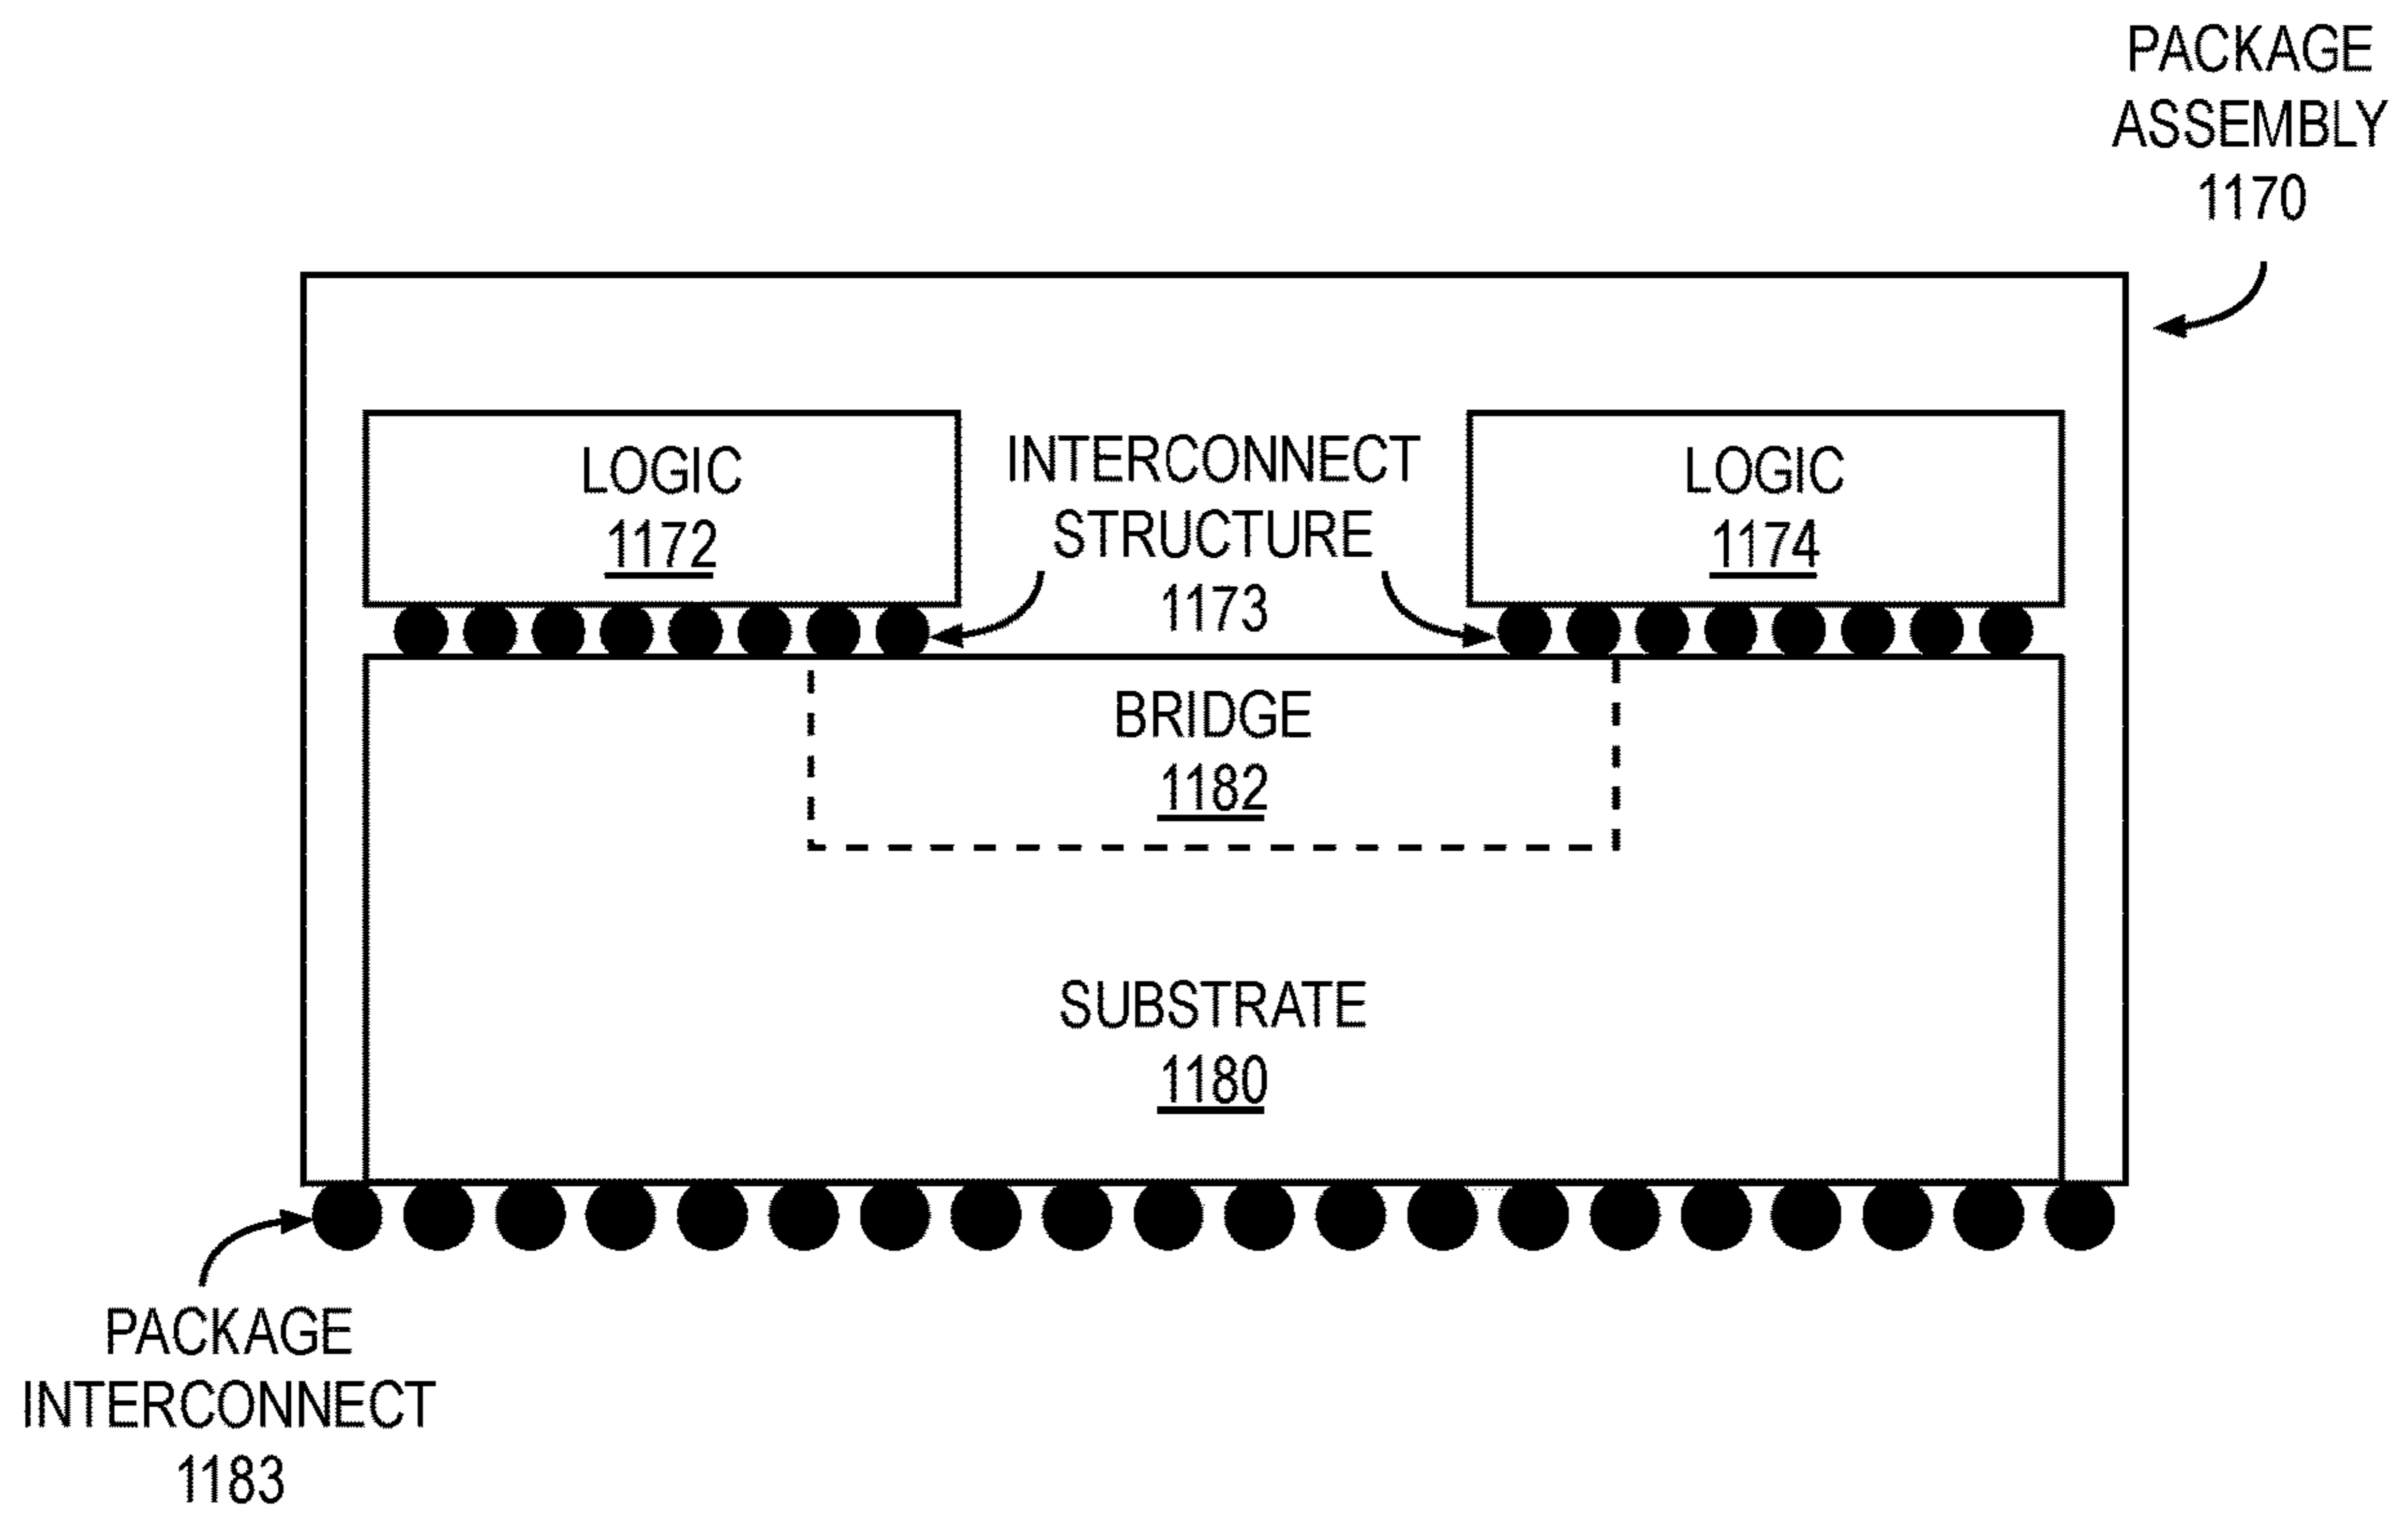 PACKAGE
ASSEMBLY
1170
LOGIC
1172
INTERCONNECT
STRUCTURE
1173
LOGIC
1174
BRIDGE
1182
SUBSTRATE
1180
PACKAGE
INTERCONNECT
1183